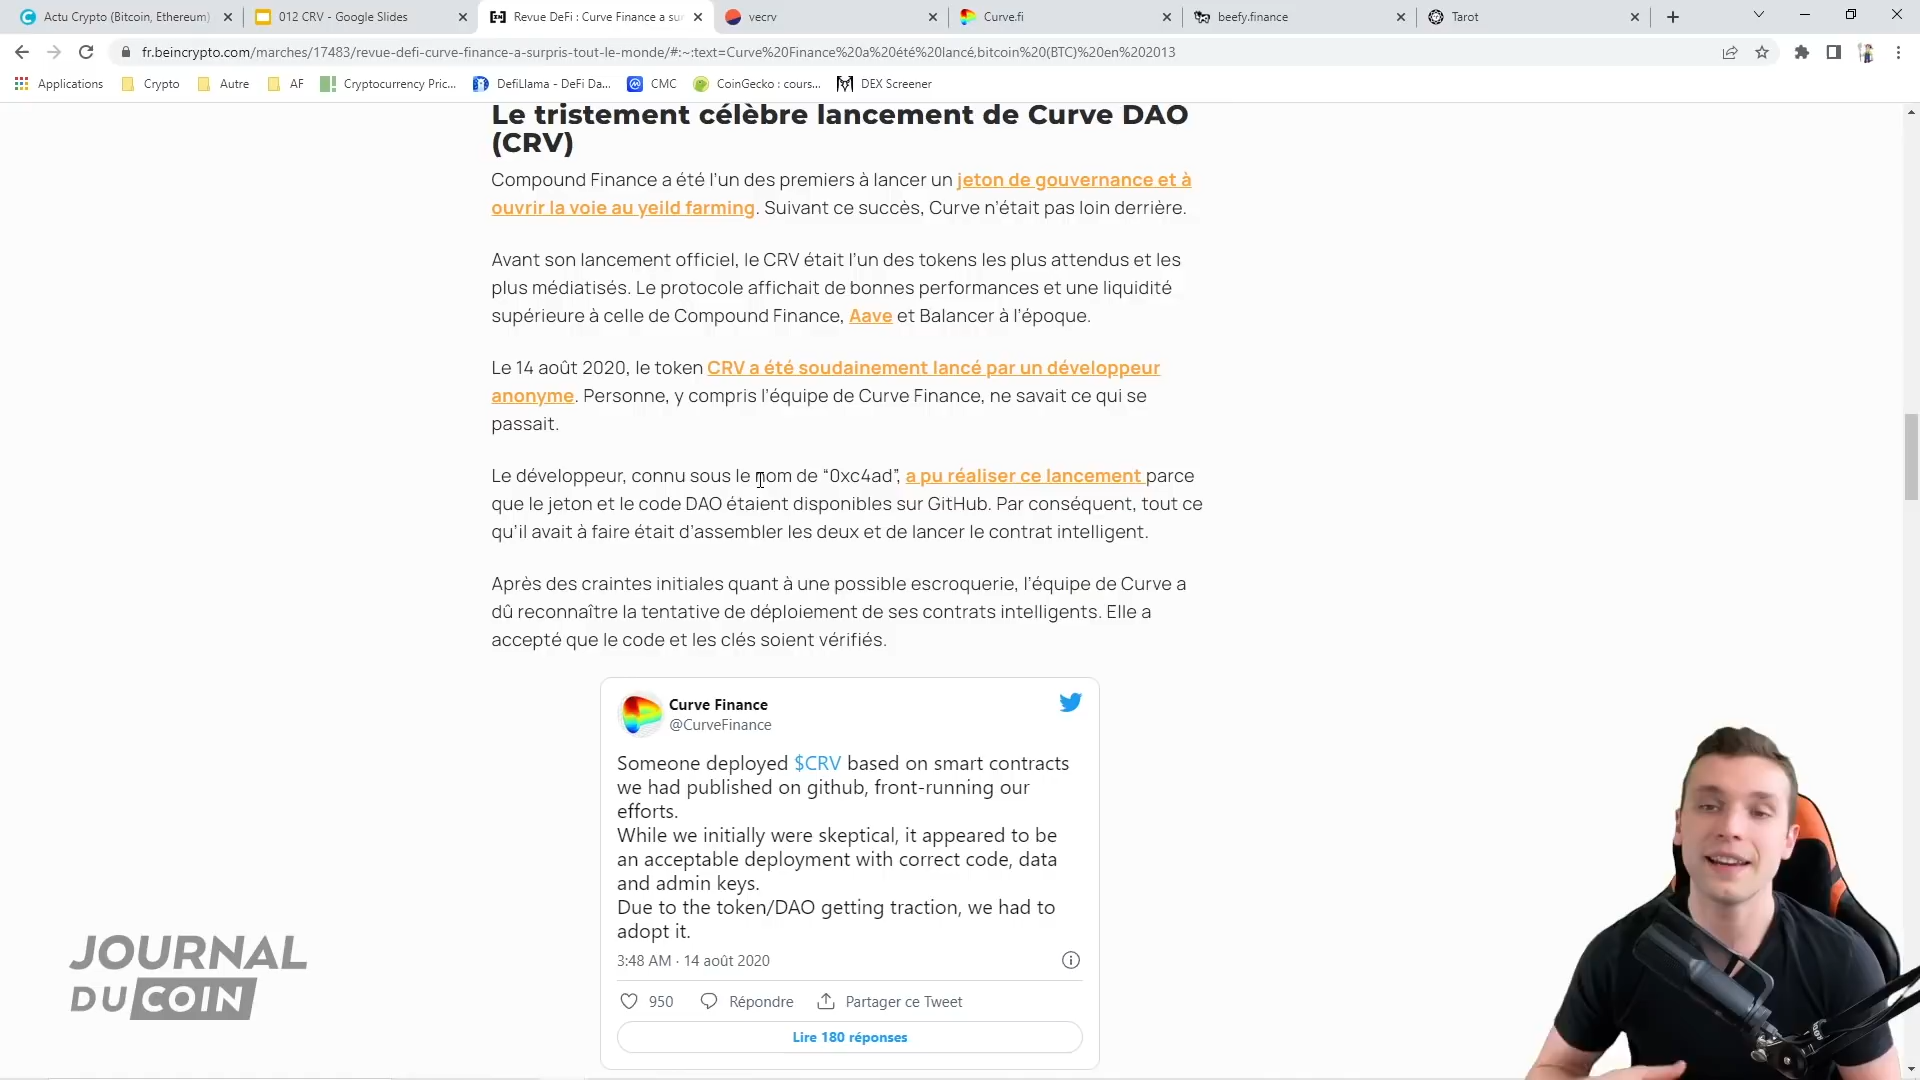 Actu Crypto (Bitcoin, Ethereum)
012 CRV - Google Slides
Revue DeFi : Curve Finance a su
vecrv
Curve.fi
beefy.finance
Tarot
fr.beincrypto.com/marches/17483/revue-defi-curve-finance-a-surpris-tout-le-monde/#:~:text=Curve%20Finance%20a%20été%20lancé,bitcoin%20(BTC)%20en%202013
Applications
Crypto
Autre
AF
Cryptocurrency Pric...
DefiLlama - DeFi Da...
CMC
CoinGecko : cours...
DEX Screener
Le tristement célèbre lancement de Curve DAO
(CRV)
Compound Finance a été l’un des premiers à lancer un jeton de gouvernance et à
ouvrir la voie au yeild farming. Suivant ce succès, Curve n’était pas loin derrière.
Avant son lancement officiel, le CRV était l’un des tokens les plus attendus et les
plus médiatisés. Le protocole affichait de bonnes performances et une liquidité
supérieure à celle de Compound Finance, Aave et Balancer à l’époque.
Le 14 août 2020, le token CRV a été soudainement lancé par un développeur
anonyme. Personne, y compris l’équipe de Curve Finance, ne savait ce qui se
passait.
Le développeur, connu sous le nom de “0xc4ad”, a pu réaliser ce lancement parce
que le jeton et le code DAO étaient disponibles sur GitHub. Par conséquent, tout ce
qu’il avait à faire était d’assembler les deux et de lancer le contrat intelligent.
Après des craintes initiales quant à une possible escroquerie, l’équipe de Curve a
dû reconnaître la tentative de déploiement de ses contrats intelligents. Elle a
accepté que le code et les clés soient vérifiés.
Curve Finance
@CurveFinance
Someone deployed $CRV based on smart contracts
we had published on github, front-running our
efforts.
While we initially were skeptical, it appeared to be
an acceptable deployment with correct code, data
and admin keys.
Due to the token/DAO getting traction, we had to
adopt it.
3:48 AM · 14 août 2020
950
Répondre
Partager ce Tweet
Lire 180 réponses
JOURNAL
DU COIN